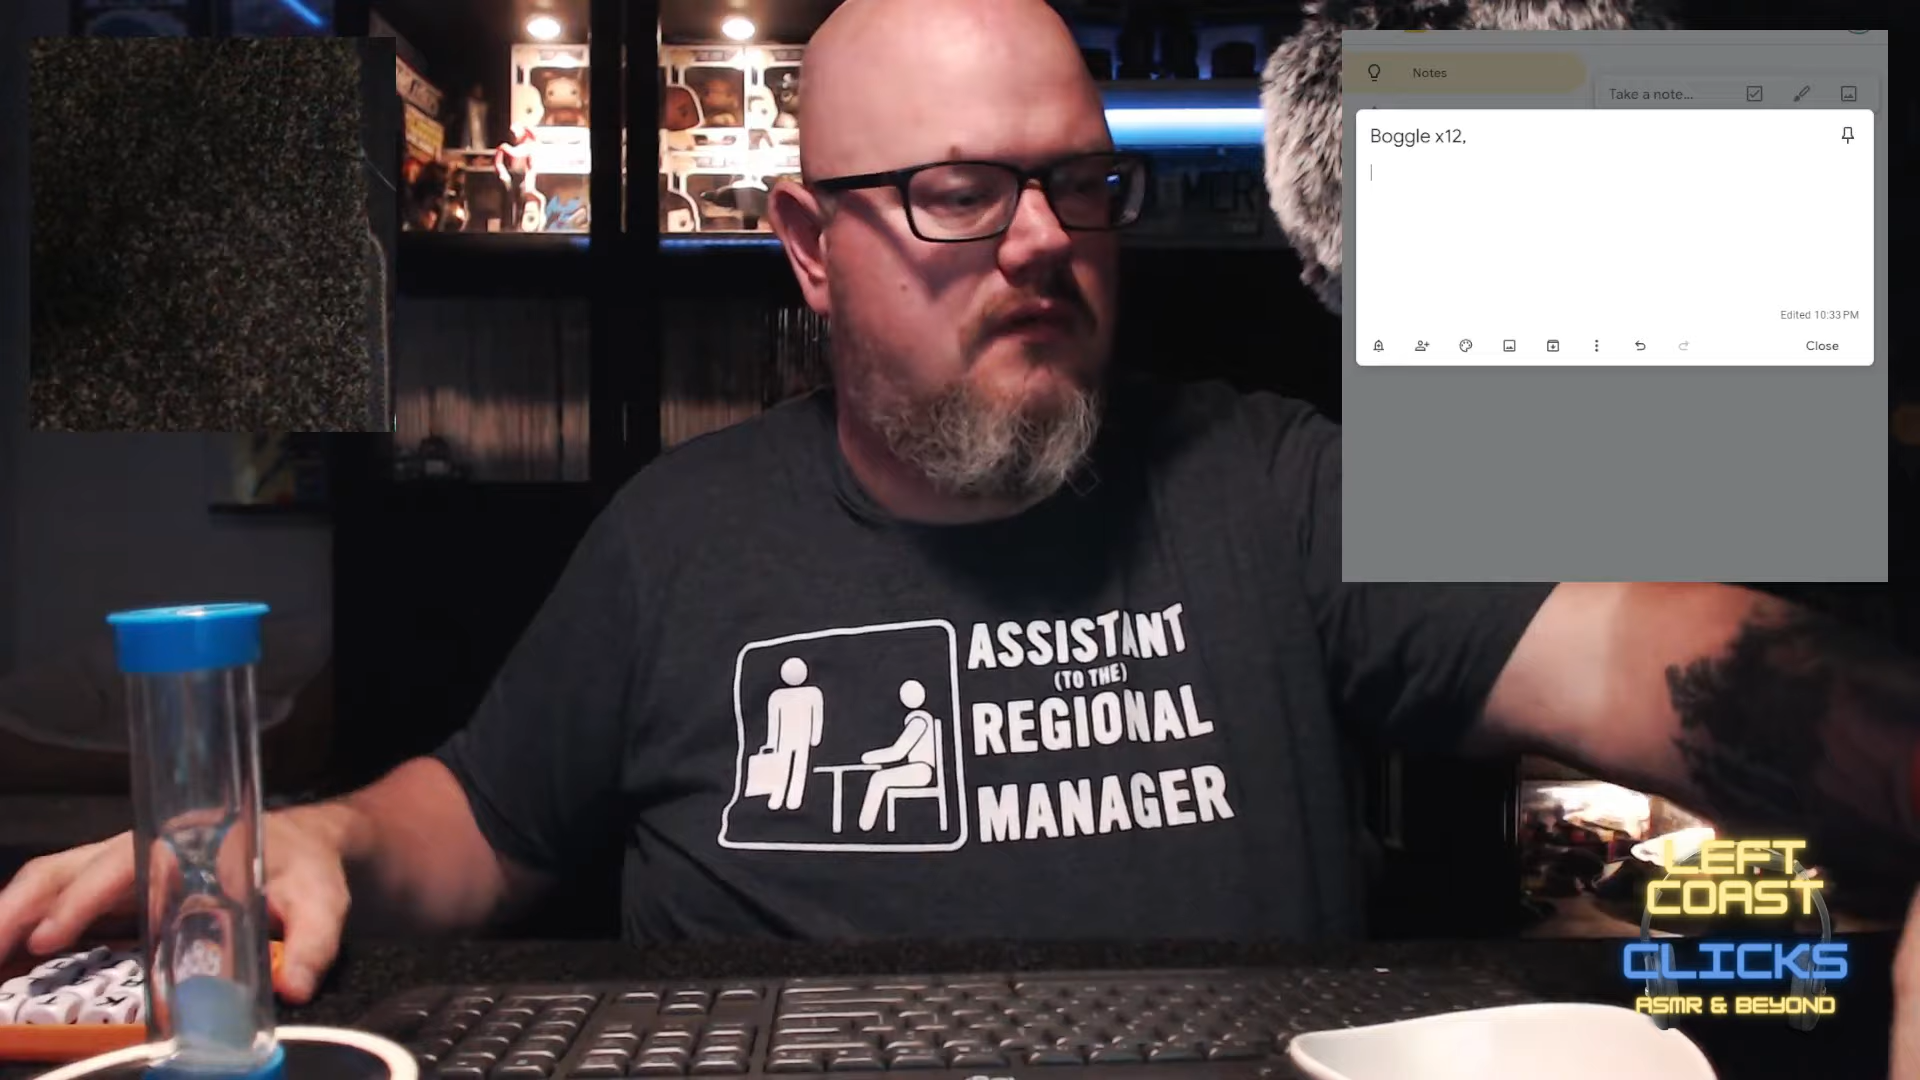 Notes
Take a note...
Boggle x12,
Edited 10:33 PM
Close
ASSISTANT
(TO THE)
REGIONAL
MANAGER
LEFT
COAST
CLICKS
ASMR & BEYOND